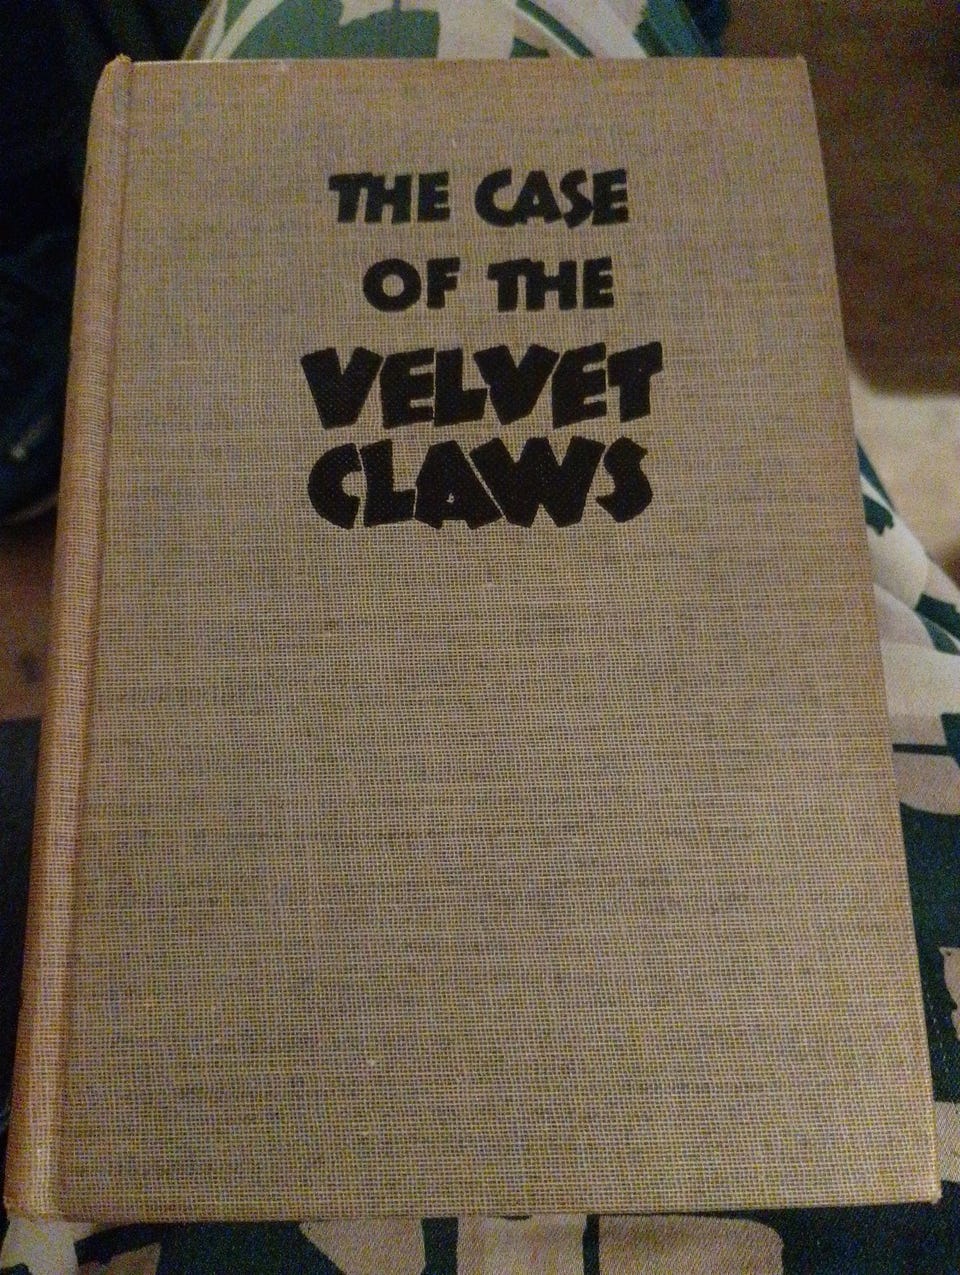 THE CASE
OF THE
VELVET
CLAWS